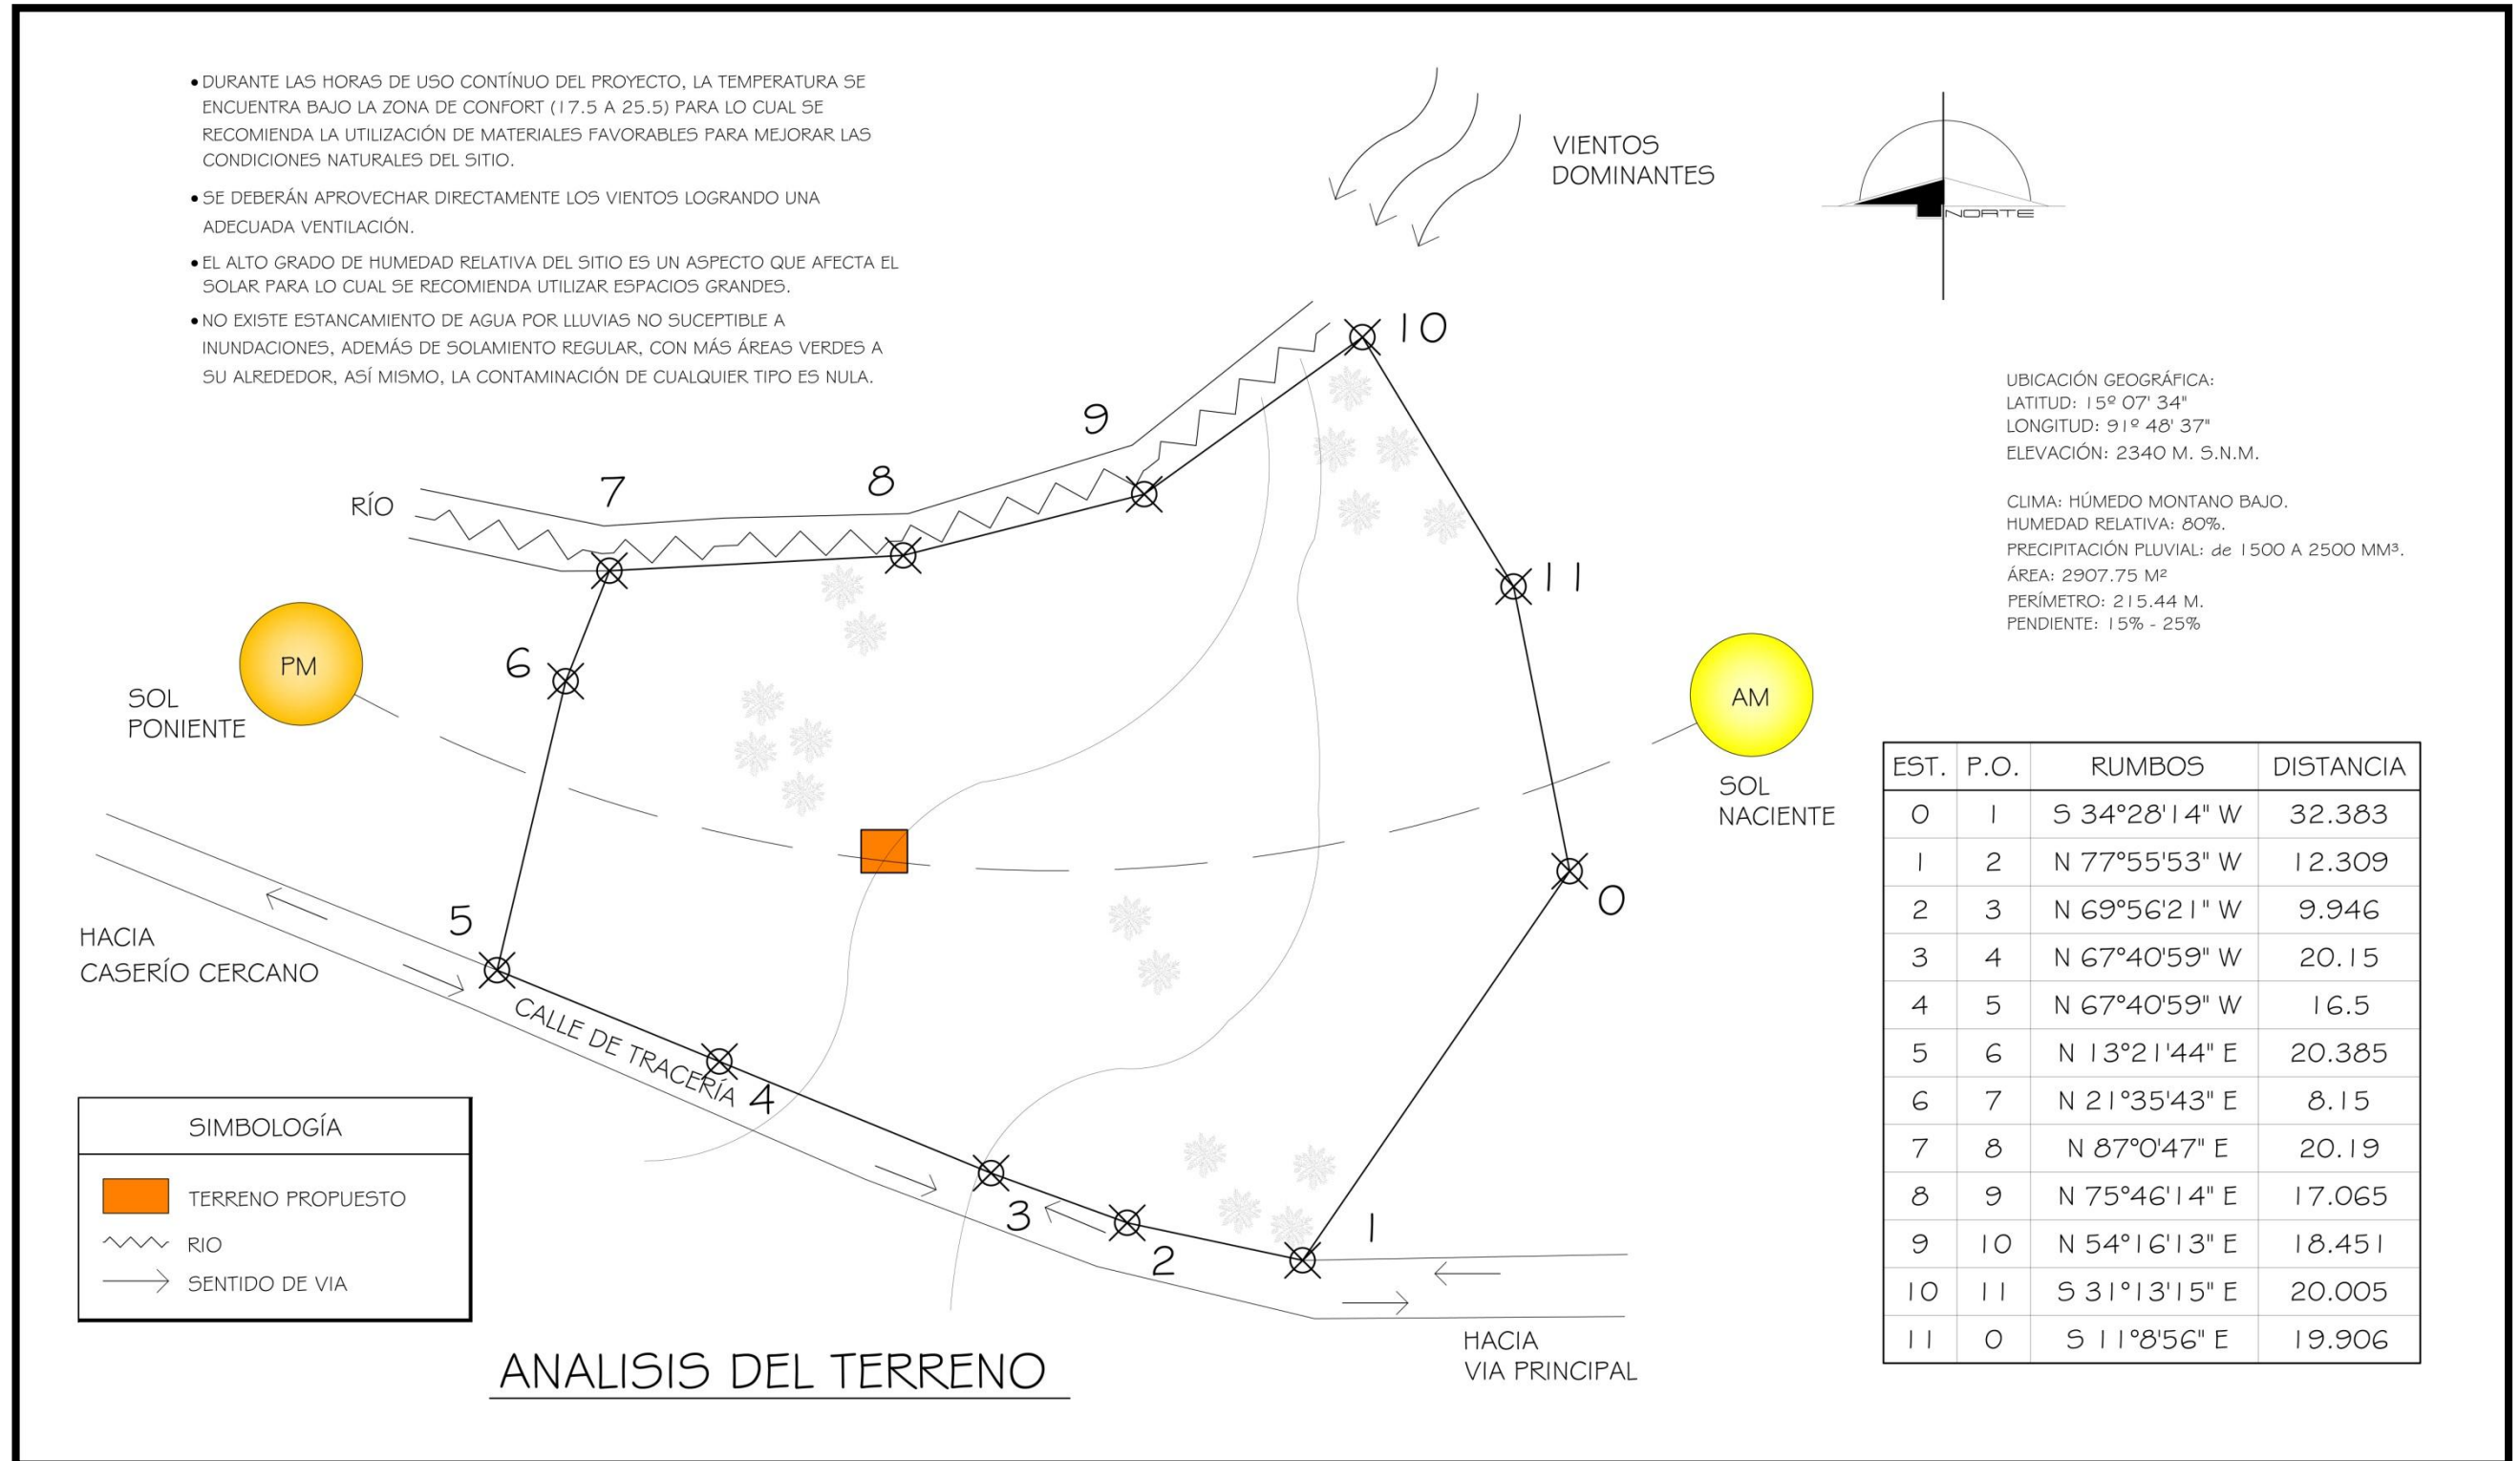 • DURANTE LAS HORAS DE USO CONTÍNUO DEL PROYECTO, LA TEMPERATURA SE
ENCUENTRA BAJO LA ZONA DE CONFORT (17.5 A 25.5) PARA LO CUAL SE
RECOMIENDA LA UTILIZACIÓN DE MATERIALES FAVORABLES PARA MEJORAR LAS
CONDICIONES NATURALES DEL SITIO.
• SE DEBERÁN APROVECHAR DIRECTAMENTE LOS VIENTOS LOGRANDO UNA
ADECUADA VENTILACIÓN.
• EL ALTO GRADO DE HUMEDAD RELATIVA DEL SITIO ES UN ASPECTO QUE AFECTA EL
SOLAR PARA LO CUAL SE RECOMIENDA UTILIZAR ESPACIOS GRANDES.
• NO EXISTE ESTANCAMIENTO DE AGUA POR LLUVIAS NO SUCEPTIBLE A
INUNDACIONES, ADEMÁS DE SOLAMIENTO REGULAR, CON MÁS ÁREAS VERDES A
SU ALREDEDOR, ASÍ MISMO, LA CONTAMINACIÓN DE CUALQUIER TIPO ES NULA.
VIENTOS
DOMINANTES
NORTE
UBICACIÓN GEOGRÁFICA:
LATITUD: 15º 07' 34"
LONGITUD: 91º 48' 37"
ELEVACIÓN: 2340 M. S.N.M.
CLIMA: HÚMEDO MONTANO BAJO.
HUMEDAD RELATIVA: 80%.
PRECIPITACIÓN PLUVIAL: de 1500 A 2500 MM³.
ÁREA: 2907.75 M²
PERÍMETRO: 215.44 M.
PENDIENTE: 15% - 25%
10
9
8
7
RÍO
11
6
PM
SOL
PONIENTE
AM
SOL
NACIENTE
0
5
HACIA
CASERÍO CERCANO
CALLE DE TRACERÍA
4
3
2
1
HACIA
VIA PRINCIPAL
EST. P.O. RUMBOS DISTANCIA
0 1 S 34°28'14" W 32.383
1 2 N 77°55'53" W 12.309
2 3 N 69°56'21" W 9.946
3 4 N 67°40'59" W 20.15
4 5 N 67°40'59" W 16.5
5 6 N 13°21'44" E 20.385
6 7 N 21°35'43" E 8.15
7 8 N 87°0'47" E 20.19
8 9 N 75°46'14" E 17.065
9 10 N 54°16'13" E 18.451
10 11 S 31°13'15" E 20.005
11 0 S 11°8'56" E 19.906
SIMBOLOGÍA
TERRENO PROPUESTO
RIO
SENTIDO DE VIA
ANALISIS DEL TERRENO